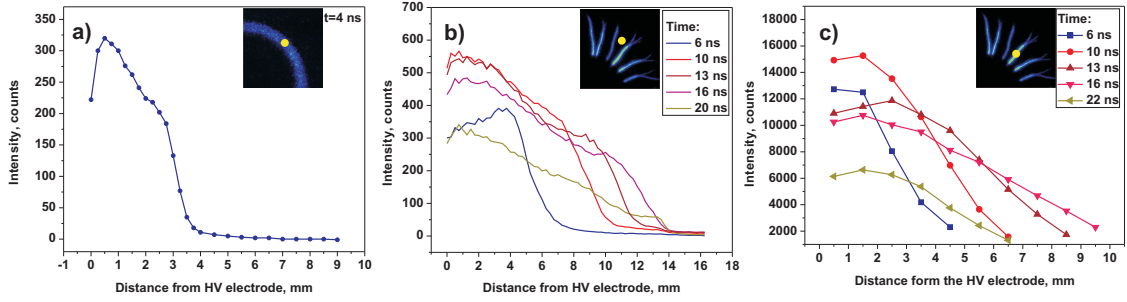 a)
t=4 ns
Intensity, counts
350
300
250
200
150
100
50
0
-1 0 1 2 3 4 5 6 7 8 9 10
Distance from HV electrode, mm
b)
Time:
6 ns
10 ns
13 ns
16 ns
20 ns
Intensity, counts
700
600
500
400
300
200
100
0
0 2 4 6 8 10 12 14 16 18
Distance from HV electrode, mm
c)
Time:
6 ns
10 ns
13 ns
16 ns
22 ns
Intensity, counts
18000
16000
14000
12000
10000
8000
6000
4000
2000
0 1 2 3 4 5 6 7 8 9 10
Distance form the HV electrode, mm